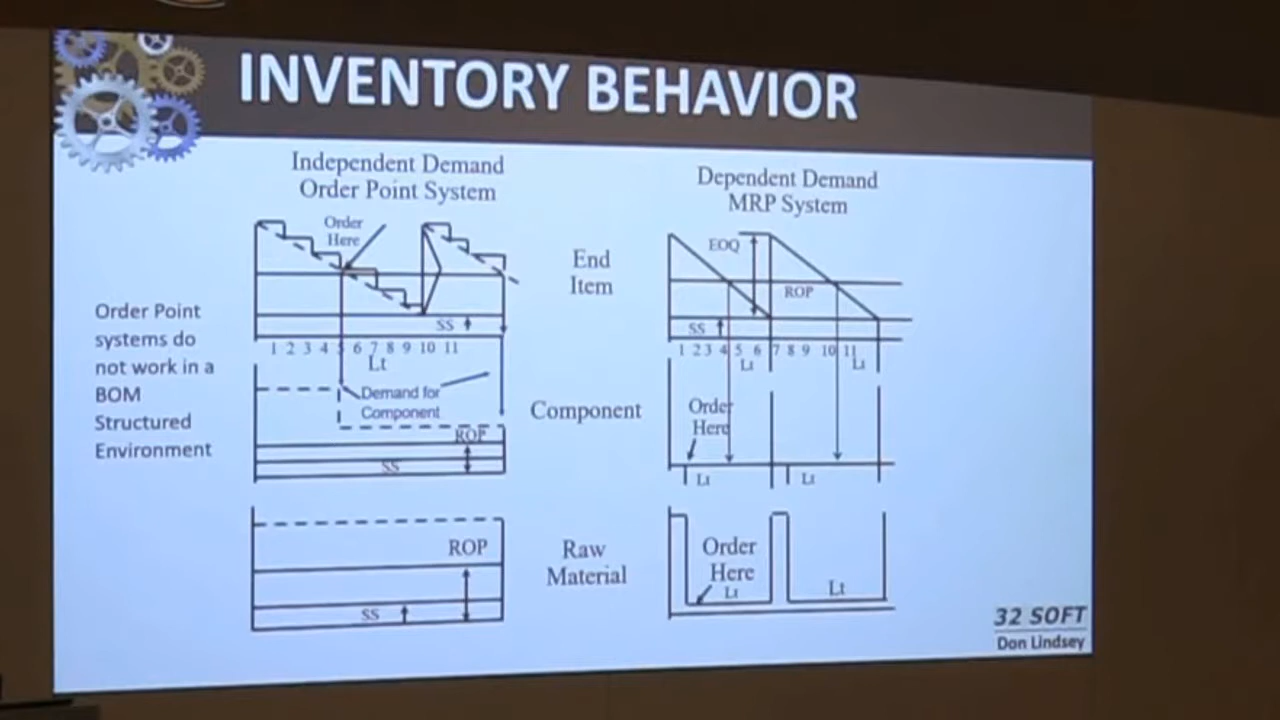 INVENTORY BEHAVIOR
Independent Demand
Order Point System
Dependent Demand
MRP System
Order
Here
SS
1 2 3 4 5 6 7 8 9 10 11
Lt
End
Item
EOQ
ROP
SS
1 2 3 4 5 6 7 8 9 10 11
Lt
Lt
Order Point
systems do
not work in a
BOM
Structured
Environment
Demand for
Component
ROP
SS
Component
Order
Here
Lt
Lt
ROP
SS
Raw
Material
Order
Here
Lt
Lt
32 SOFT
Don Lindsey